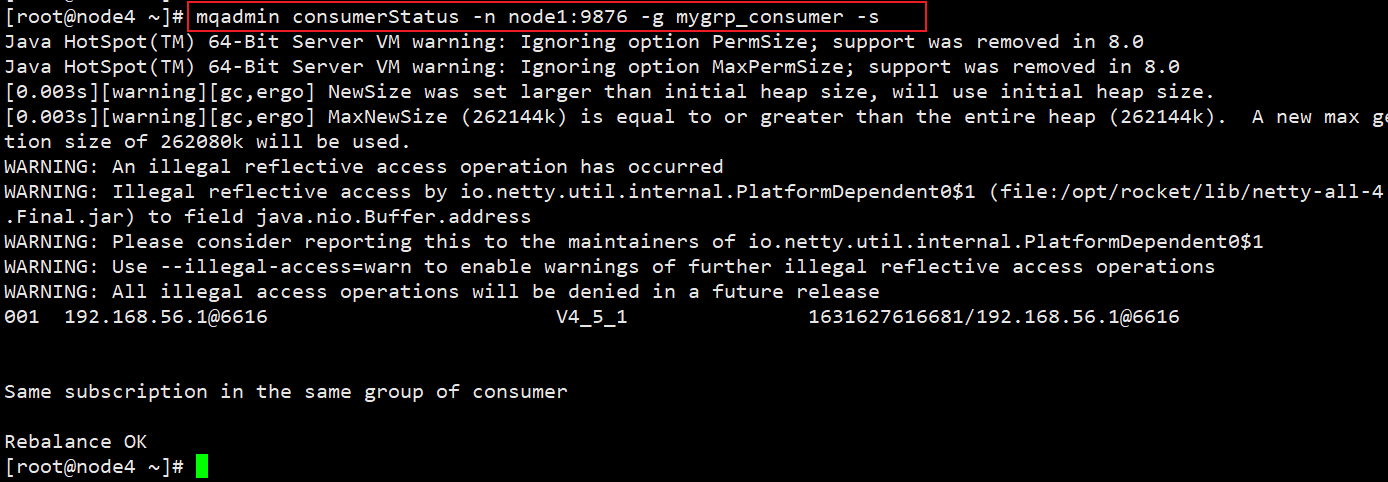 [root@node4 ~]# mqadmin consumerStatus -n node1:9876 -g mygrp_consumer -s
Java HotSpot(TM) 64-Bit Server VM warning: Ignoring option PermSize; support was removed in 8.0
Java HotSpot(TM) 64-Bit Server VM warning: Ignoring option MaxPermSize; support was removed in 8.0
[0.003s][warning][gc,ergo] NewSize was set larger than initial heap size, will use initial heap size.
[0.003s][warning][gc,ergo] MaxNewSize (262144k) is equal to or greater than the entire heap (262144k).  A new max ge
tion size of 262080k will be used.
WARNING: An illegal reflective access operation has occurred
WARNING: Illegal reflective access by io.netty.util.internal.PlatformDependent0$1 (file:/opt/rocket/lib/netty-all-4
.Final.jar) to field java.nio.Buffer.address
WARNING: Please consider reporting this to the maintainers of io.netty.util.internal.PlatformDependent0$1
WARNING: Use --illegal-access=warn to enable warnings of further illegal reflective access operations
WARNING: All illegal access operations will be denied in a future release
001  192.168.56.1@6616                        V4_5_1               1631627616681/192.168.56.1@6616
Same subscription in the same group of consumer
Rebalance OK
[root@node4 ~]#